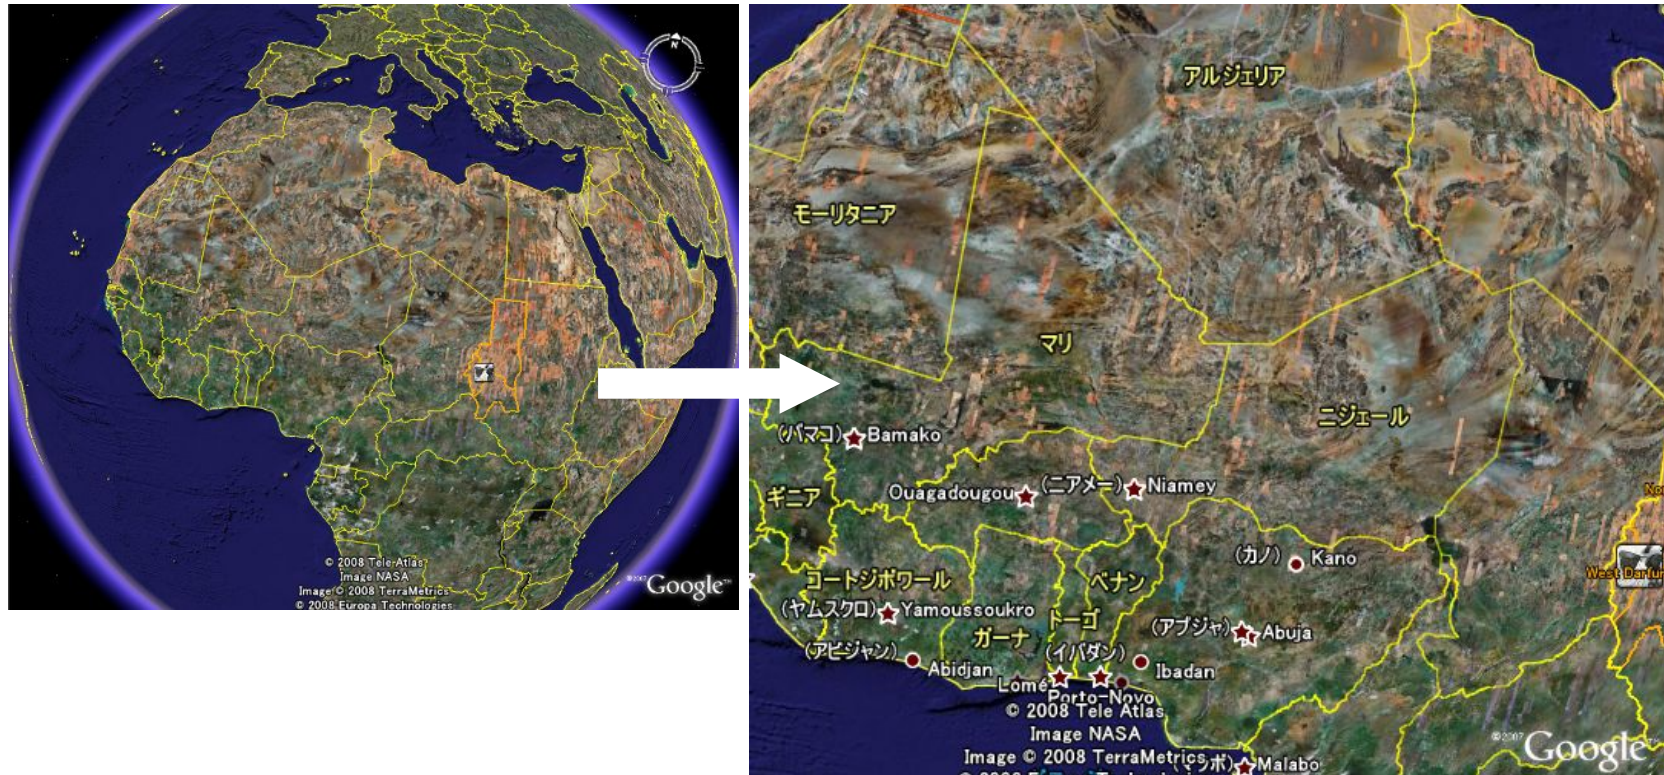 N
© 2008 Tele Atlas
Image NASA
Image © 2008 TerraMetrics
© 2008 Europa Technologies
©2007 Google™
アルジェリア
モーリタニア
マリ
ニジェール
(バマコ) Bamako
ギニア
Ouagadougou
(ニアメー) Niamey
(カノ) Kano
コートジボワール
ベナン
West Darfur
(ヤムスクロ) Yamoussoukro
トーゴ
ガーナ
(アブジャ) Abuja
(アビジャン) Abidjan
(イバダン) Ibadan
Lomé
Porto-Novo
© 2008 Tele Atlas
Image NASA
Image © 2008 TerraMetrics
Malabo
©2007 Google™